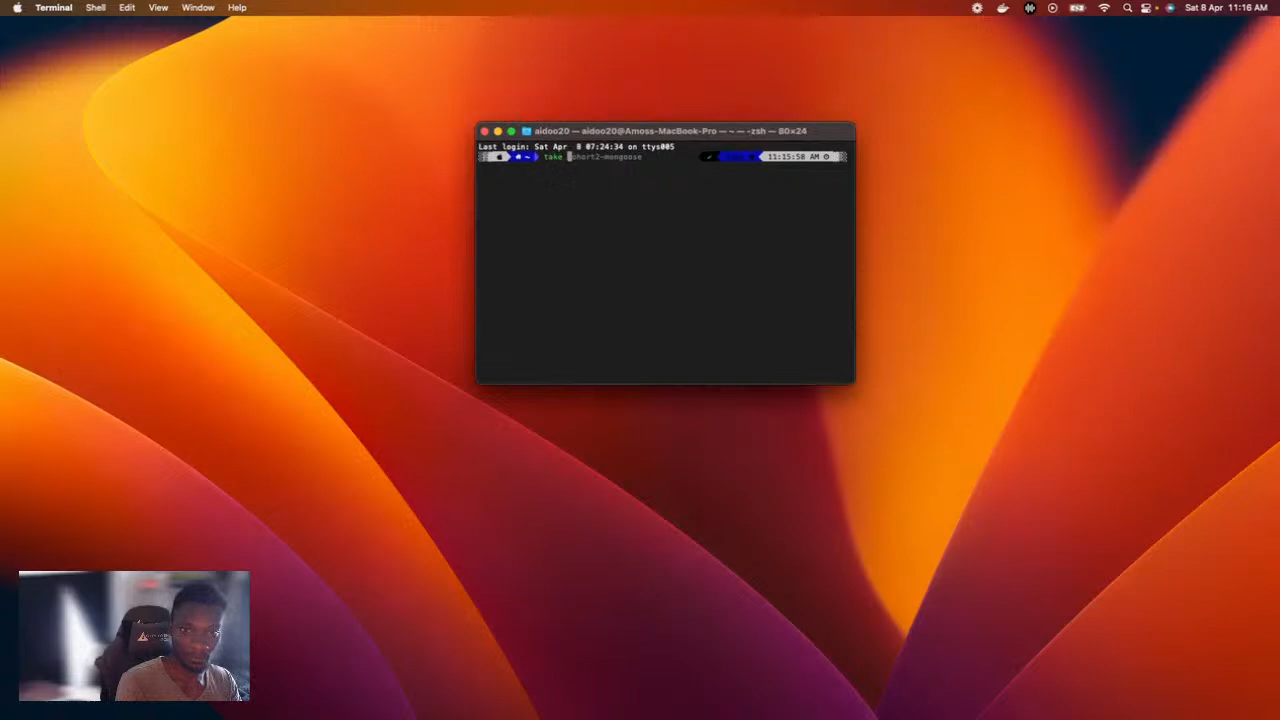 Terminal Shell Edit View Window Help Sat 8 Apr 11:16 AM
aidoo20 — aidoo20@Amoss-MacBook-Pro — ~ — -zsh — 80×24
Last login: Sat Apr 8 07:24:34 on ttys005
~ take cohort2-mongoose ✓ 11:15:58 AM